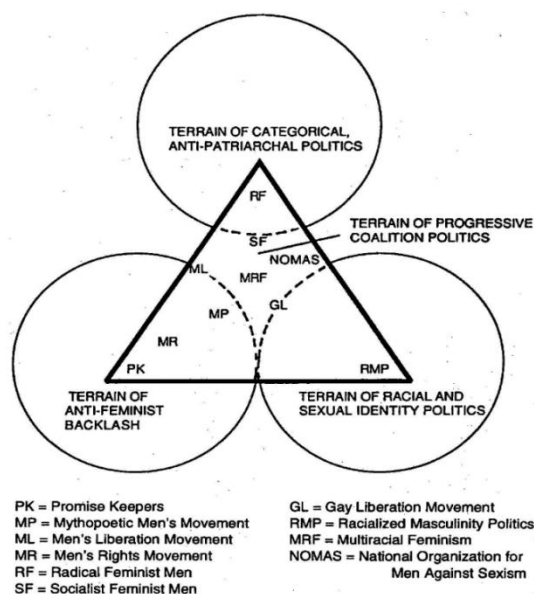 TERRAIN OF CATEGORICAL,
ANTI-PATRIARCHAL POLITICS
RF
TERRAIN OF PROGRESSIVE
COALITION POLITICS
SF
NOMAS
ML
MRF
GL
MP
MR
PK
RMP
TERRAIN OF
ANTI-FEMINIST
BACKLASH
TERRAIN OF RACIAL AND
SEXUAL IDENTITY POLITICS
PK = Promise Keepers
MP = Mythopoetic Men's Movement
ML = Men's Liberation Movement
MR = Men's Rights Movement
RF = Radical Feminist Men
SF = Socialist Feminist Men
GL = Gay Liberation Movement
RMP = Racialized Masculinity Politics
MRF = Multiracial Feminism
NOMAS = National Organization for
Men Against Sexism